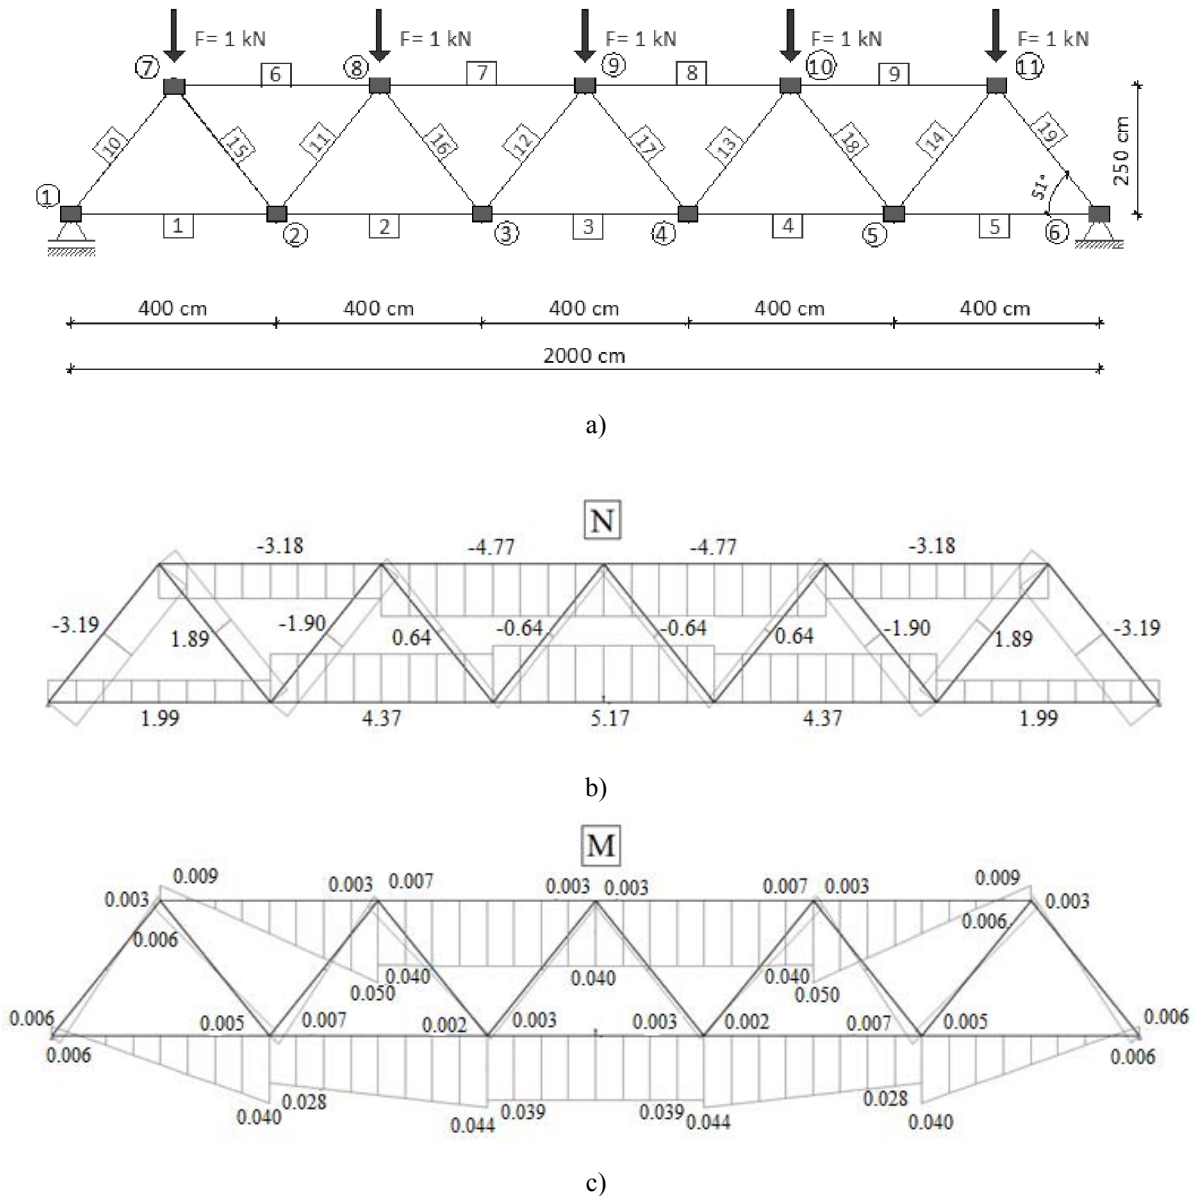 F= 1 kN F= 1 kN F= 1 kN F= 1 kN F= 1 kN
7 6 8 7 9 8 10 9 11
10 15 11 16 12 17 13 18 14 19
51°
250 cm
1
1 2 2 3 3 4 4 5 5 6
400 cm 400 cm 400 cm 400 cm 400 cm
2000 cm
a)
N
-3.18 -4.77 -4.77 -3.18
-3.19 1.89 -1.90 0.64 -0.64 -0.64 0.64 -1.90 1.89 -3.19
1.99 4.37 5.17 4.37 1.99
b)
M
0.009 0.009
0.003 0.003 0.007 0.003 0.003 0.007 0.003 0.003
0.006 0.006
0.040 0.040 0.040
0.050 0.050
0.006 0.005 0.007 0.002 0.003 0.003 0.002 0.007 0.005 0.006
0.006 0.006
0.040 0.028 0.044 0.039 0.039 0.044 0.028 0.040
c)